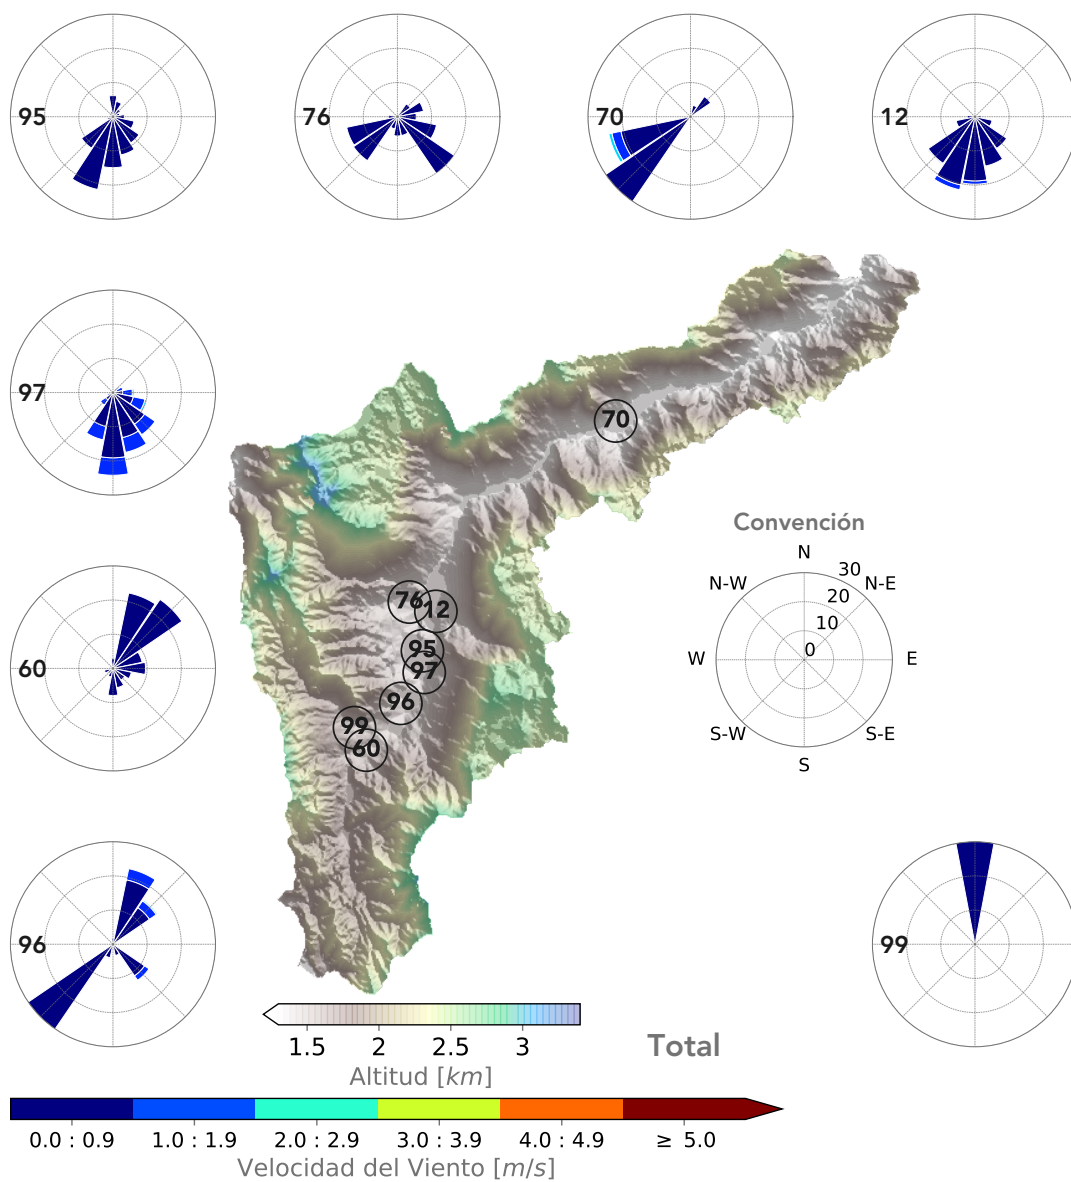 95
76
70
12
97
70
Convención
N
N-W
30
N-E
20
10
0
W
E
S-W
S-E
S
76
12
95
97
96
99
60
60
96
99
1.5 2 2.5 3
Altitud [km]
Total
0.0 : 0.9 1.0 : 1.9 2.0 : 2.9 3.0 : 3.9 4.0 : 4.9 ≥ 5.0
Velocidad del Viento [m/s]